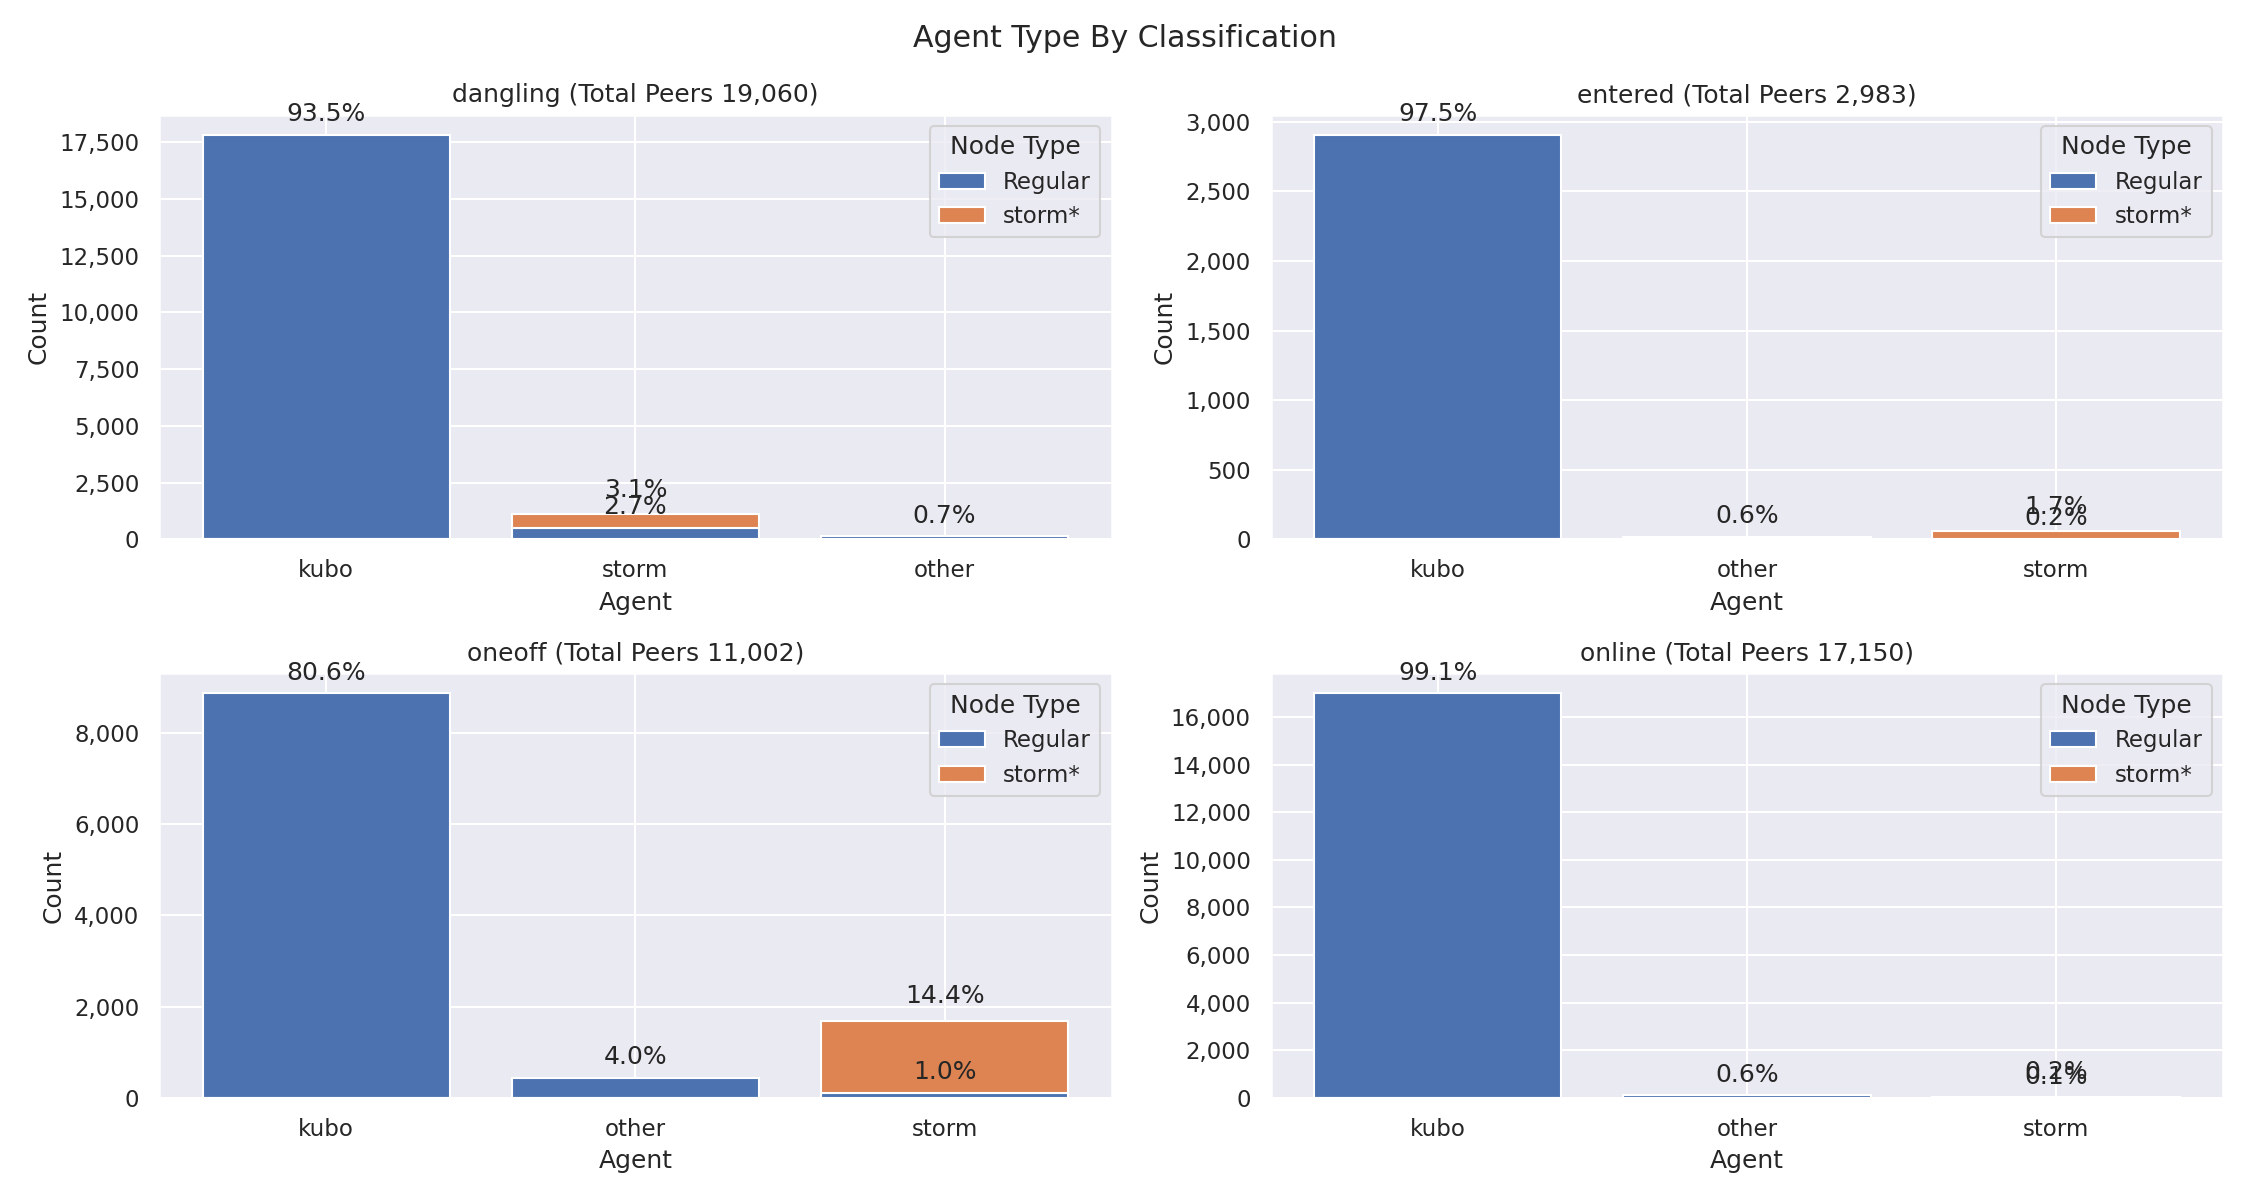 Agent Type By Classification
dangling (Total Peers 19,060)
93.5%
17,500
15,000
12,500
10,000
7,500
5,000
2,500
0
Count
3.1%
2.7%
0.7%
Node Type
Regular
storm*
kubo
storm
other
Agent
entered (Total Peers 2,983)
97.5%
3,000
2,500
2,000
1,500
1,000
500
0
Count
0.6%
1.7%
0.2%
Node Type
Regular
storm*
kubo
other
storm
Agent
oneoff (Total Peers 11,002)
80.6%
8,000
6,000
4,000
2,000
0
Count
4.0%
14.4%
1.0%
Node Type
Regular
storm*
kubo
other
storm
Agent
online (Total Peers 17,150)
99.1%
16,000
14,000
12,000
10,000
8,000
6,000
4,000
2,000
0
Count
0.6%
0.2%
0.1%
Node Type
Regular
storm*
kubo
other
storm
Agent